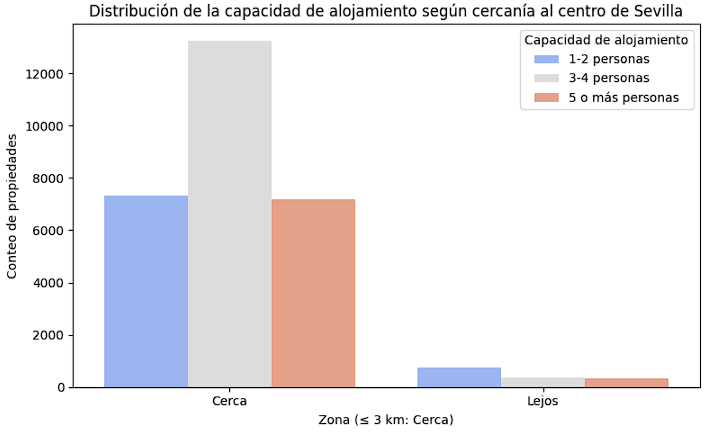 Distribución de la capacidad de alojamiento según cercanía al centro de Sevilla
Capacidad de alojamiento
1-2 personas
3-4 personas
5 o más personas
Conteo de propiedades
12000
10000
8000
6000
4000
2000
0
Cerca
Lejos
Zona (≤ 3 km: Cerca)